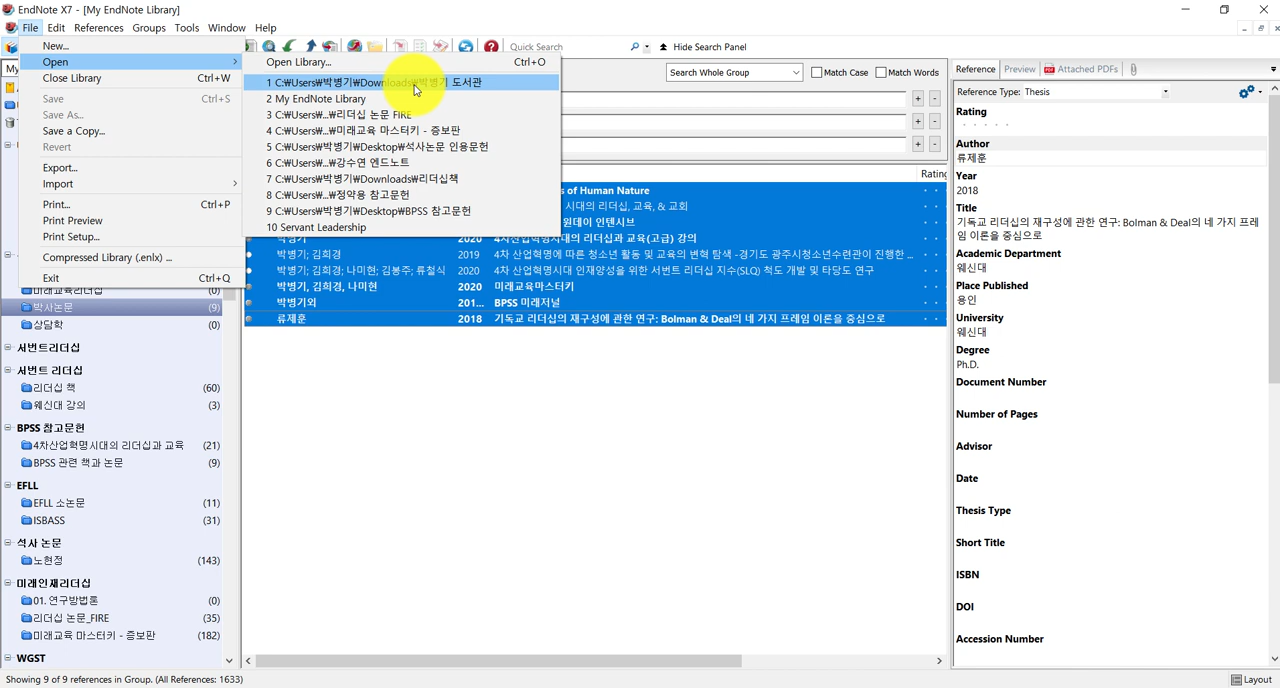 EndNote X7 - [My EndNote Library]
File Edit References Groups Tools Window Help
New...
Open
Close Library Ctrl+W
Save Ctrl+S
Save As...
Save a Copy...
Revert
Export...
Import
Print... Ctrl+P
Print Preview
Print Setup...
Compressed Library (.enlx) ...
Exit Ctrl+Q
Open Library... Ctrl+O
1 C:₩Users₩박병기₩Downloads₩박병기 도서관
2 My EndNote Library
3 C:₩Users₩...₩리더십 논문 FIRE
4 C:₩Users₩...₩미래교육 마스터키 - 증보판
5 C:₩Users₩박병기₩Desktop₩석사논문 인용문헌
6 C:₩Users₩...₩강수연 엔드노트
7 C:₩Users₩박병기₩Downloads₩리더십책
8 C:₩Users₩...₩정약용 참고문헌
9 C:₩Users₩박병기₩Desktop₩BPSS 참고문헌
10 Servant Leadership
Quick Search
Hide Search Panel
Search Whole Group Match Case Match Words
My
Rating
s of Human Nature
시대의 리더십, 교육, & 교회
원데이 인텐시브
박병기 2020 4차산업혁명시대의 리더십과 교육(고급) 강의
박병기; 김희경 2019 4차 산업혁명에 따른 청소년 활동 및 교육의 변혁 탐색 -경기도 광주시청소년수련관이 진행한 ...
박병기; 김희경; 나미현; 김봉주; 류철식 2020 4차 산업혁명시대 인재양성을 위한 서번트 리더십 지수(SLQ) 척도 개발 및 타당도 연구
박병기, 김희경, 나미현 2020 미래교육마스터키
박병기외 201... BPSS 미래저널
류제훈 2018 기독교 리더십의 재구성에 관한 연구: Bolman & Deal의 네 가지 프레임 이론을 중심으로
미래교육리더십 (0)
박사논문 (9)
상담학 (0)
서번트리더십
서번트 리더십
리더십 책 (60)
웨신대 강의 (3)
BPSS 참고문헌
4차산업혁명시대의 리더십과 교육 (21)
BPSS 관련 책과 논문 (9)
EFLL
EFLL 소논문 (11)
ISBASS (31)
석사 논문
노현정 (143)
미래인재리더십
01. 연구방법론 (0)
리더십 논문_FIRE (35)
미래교육 마스터키 - 증보판 (182)
WGST
Reference Preview Attached PDFs
Reference Type: Thesis
Rating
Author
류제훈
Year
2018
Title
기독교 리더십의 재구성에 관한 연구: Bolman & Deal의 네 가지 프레
임 이론을 중심으로
Academic Department
웨신대
Place Published
용인
University
웨신대
Degree
Ph.D.
Document Number
Number of Pages
Advisor
Date
Thesis Type
Short Title
ISBN
DOI
Accession Number
Showing 9 of 9 references in Group. (All References: 1633)
Layout